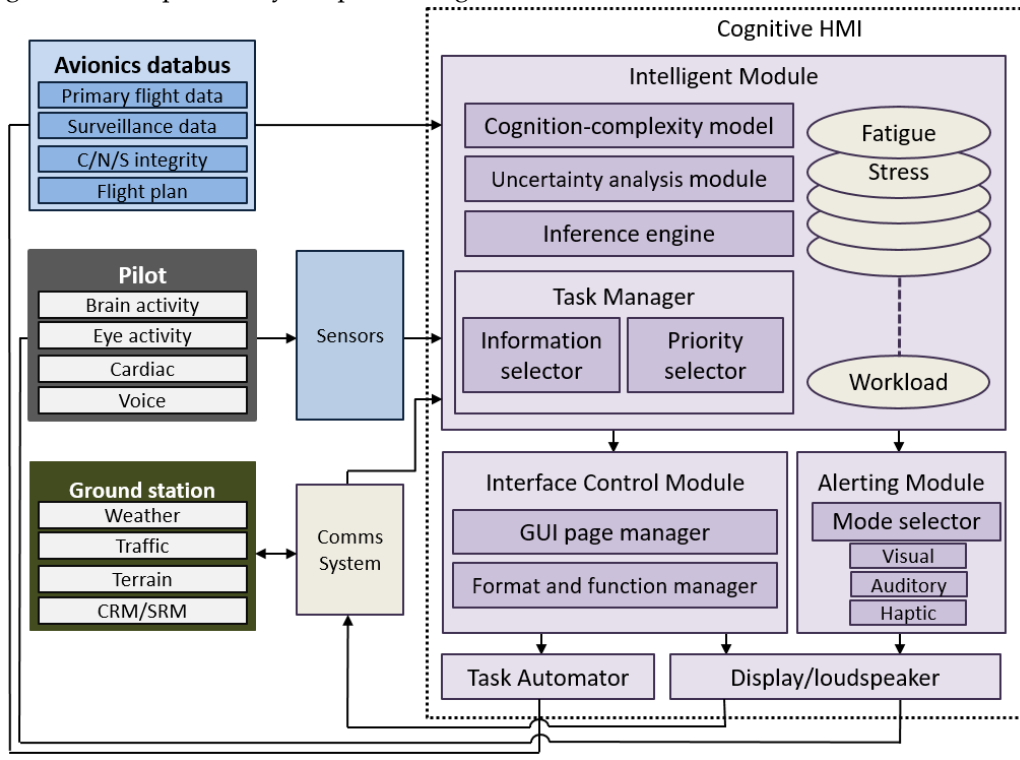 Cognitive HMI
Avionics databus
Primary flight data
Surveillance data
C/N/S integrity
Flight plan
Pilot
Brain activity
Eye activity
Cardiac
Voice
Sensors
Ground station
Weather
Traffic
Terrain
CRM/SRM
Comms
System
Intelligent Module
Cognition-complexity model
Uncertainty analysis module
Inference engine
Task Manager
Information
selector
Priority
selector
Fatigue
Stress
Workload
Interface Control Module
GUI page manager
Format and function manager
Alerting Module
Mode selector
Visual
Auditory
Haptic
Task Automator
Display/loudspeaker